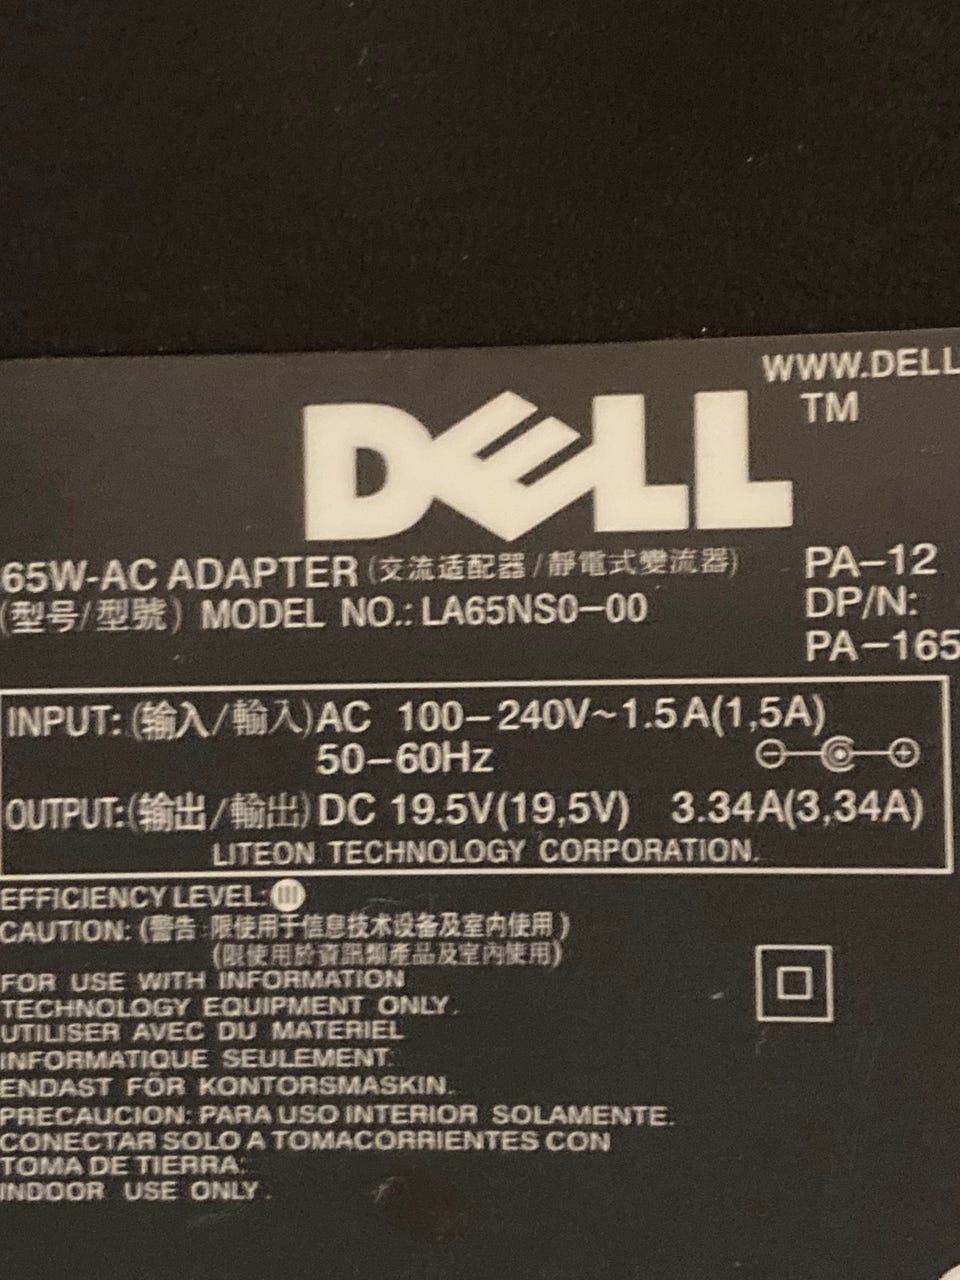 WWW.DELL
DELL TM
65W-AC ADAPTER (交流适配器/靜電式變流器) PA-12
(型号/型號) MODEL NO.: LA65NS0-00 DP/N:
PA-165
INPUT: (输入/輸入) AC 100-240V~1.5A(1,5A)
50-60Hz
OUTPUT: (输出/輸出) DC 19.5V(19,5V) 3.34A(3,34A)
LITEON TECHNOLOGY CORPORATION.
EFFICIENCY LEVEL: III
CAUTION: (警告: 限使用于信息技术设备及室内使用)
(限使用於資訊類產品及室內使用)
FOR USE WITH INFORMATION
TECHNOLOGY EQUIPMENT ONLY.
UTILISER AVEC DU MATERIEL
INFORMATIQUE SEULEMENT.
ENDAST FÖR KONTORSMASKIN.
PRECAUCION: PARA USO INTERIOR SOLAMENTE.
CONECTAR SOLO A TOMACORRIENTES CON
TOMA DE TIERRA.
INDOOR USE ONLY.